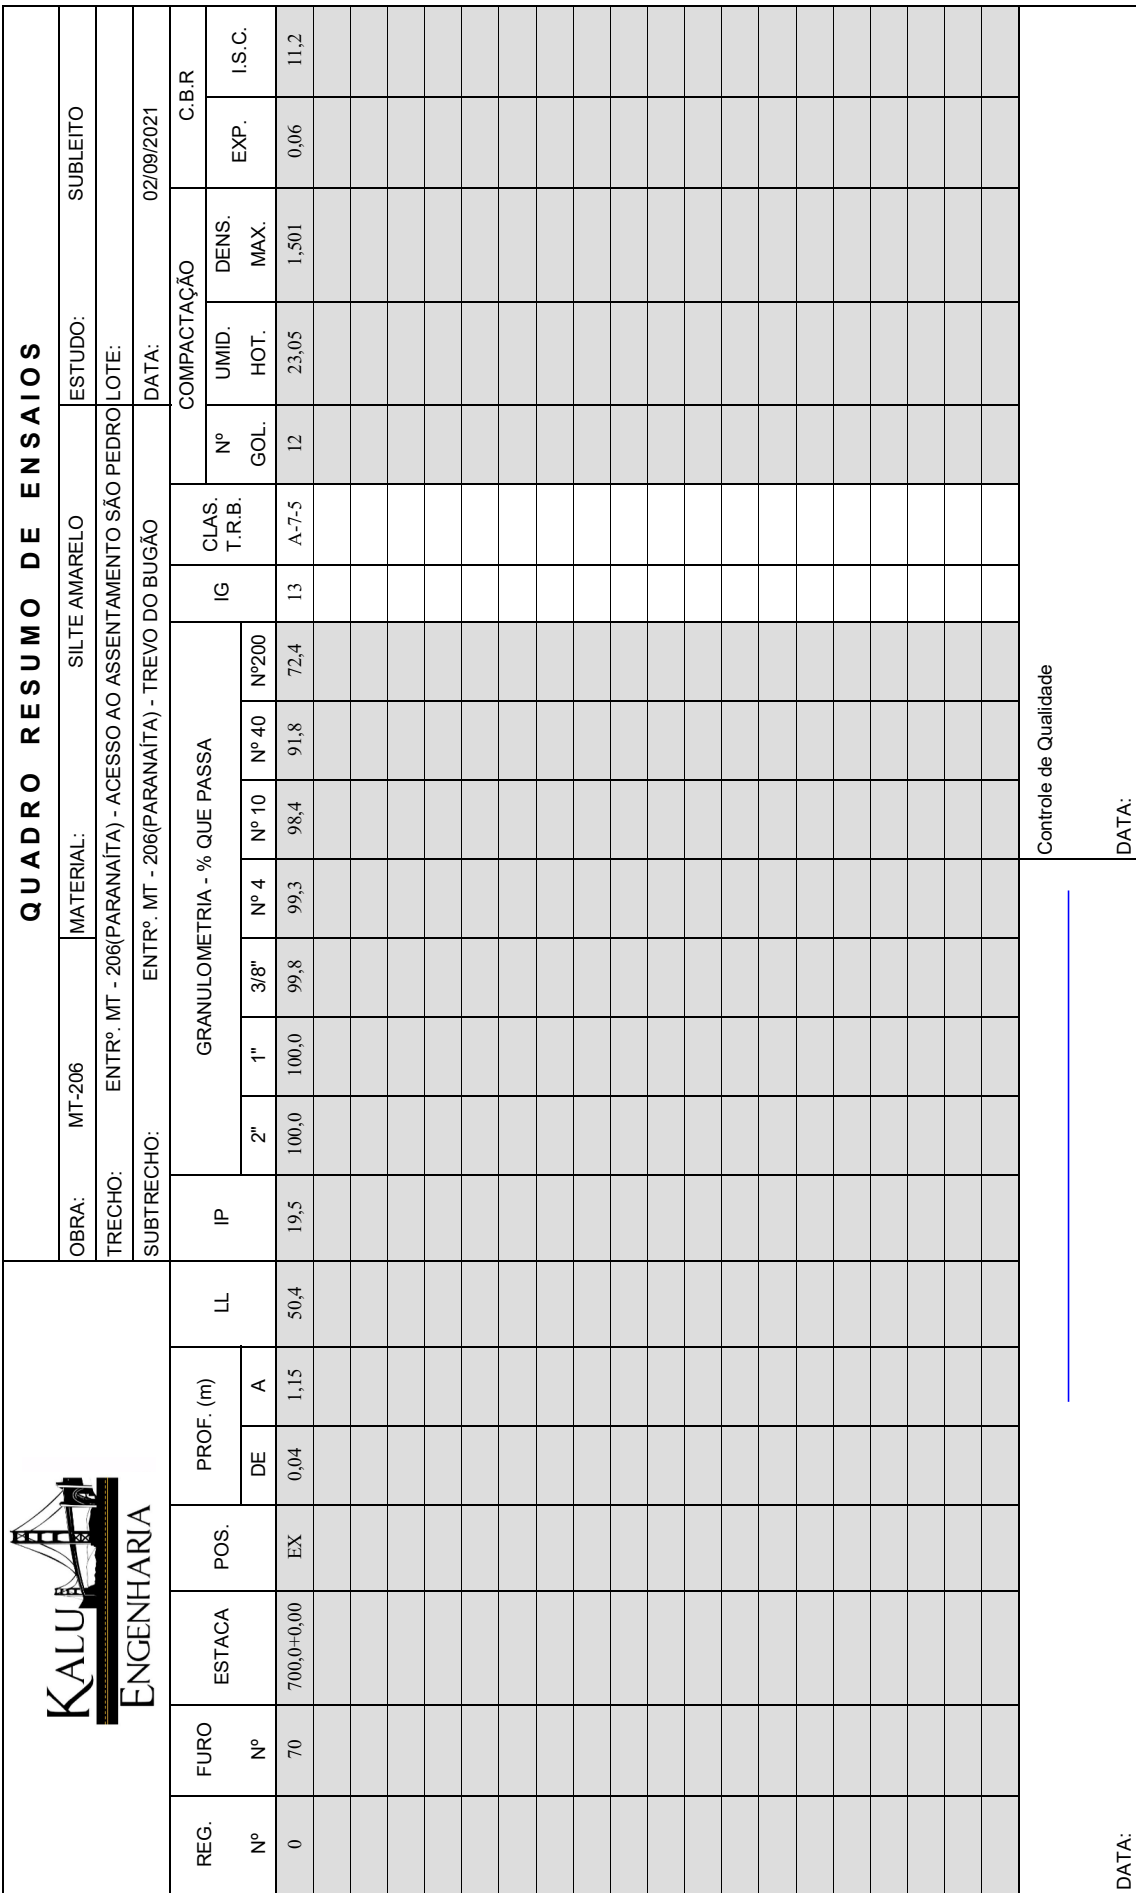 KALU
ENGENHARIA
QUADRO RESUMO DE ENSAIOS
OBRA: MT-206 MATERIAL: SILTE AMARELO ESTUDO: SUBLEITO
TRECHO: ENTRº. MT - 206(PARANAÍTA) - ACESSO AO ASSENTAMENTO SÃO PEDRO LOTE:
SUBTRECHO: ENTRº. MT - 206(PARANAÍTA) - TREVO DO BUGÃO DATA: 02/09/2021
REG. Nº FURO Nº ESTACA POS. PROF. (m) LL IP GRANULOMETRIA - % QUE PASSA IG CLAS. T.R.B. COMPACTAÇÃO C.B.R
DE A 2" 1" 3/8" Nº 4 Nº 10 Nº 40 Nº200 Nº GOL. UMID. HOT. DENS. MAX. EXP. I.S.C.
0 70 700,0+0,00 EX 0,04 1,15 50,4 19,5 100,0 100,0 99,8 99,3 98,4 91,8 72,4 13 A-7-5 12 23,05 1,501 0,06 11,2
Controle de Qualidade
DATA: DATA: